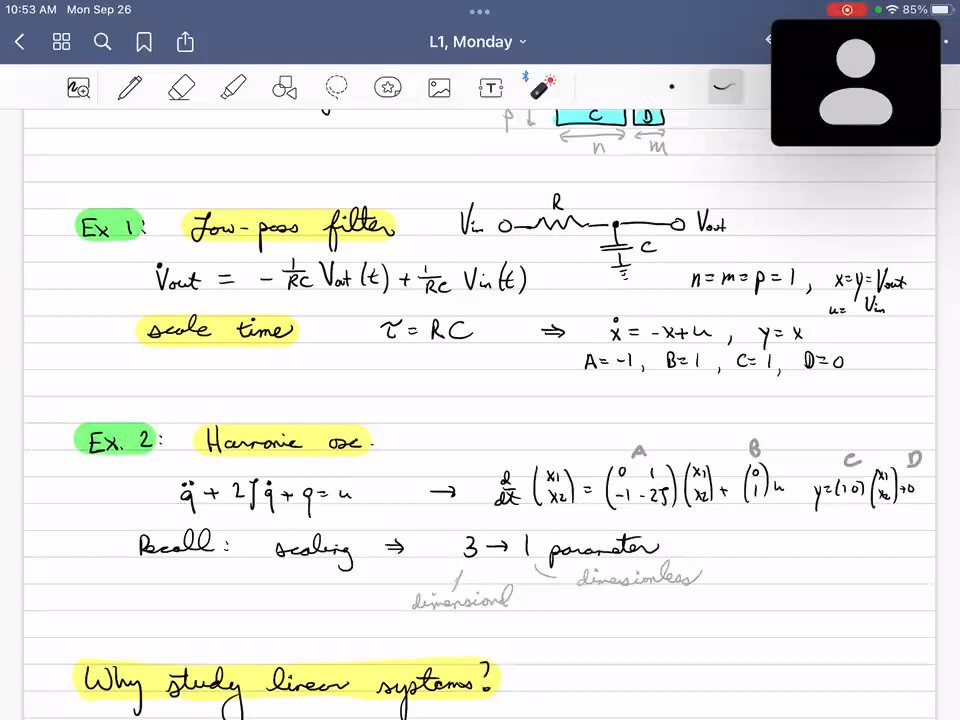 10:53 AM Mon Sep 26
85%
L1, Monday
T
p ↓ C D
n m
Ex 1: Low-pass filter Vin R C Vout
V̇out = - 1/RC Vout(t) + 1/RC Vin(t)
n = m = p = 1 , x = y = Vout
u = Vin
scale time τ = RC ⇒ ẋ = -x + u , y = x
A = -1 , B = 1 , C = 1 , D = 0
Ex. 2: Harmonic osc.
A B C D
q̈ + 2ζq̇ + q = u → d/dt (x1 x2) = (0 1 -1 -2ζ) (x1 x2) + (0 1) u y = (1 0) (x1 x2) + 0
Recall: scaling ⇒ 3 → 1 parameter
dimensionless
dimensional
Why study linear systems?